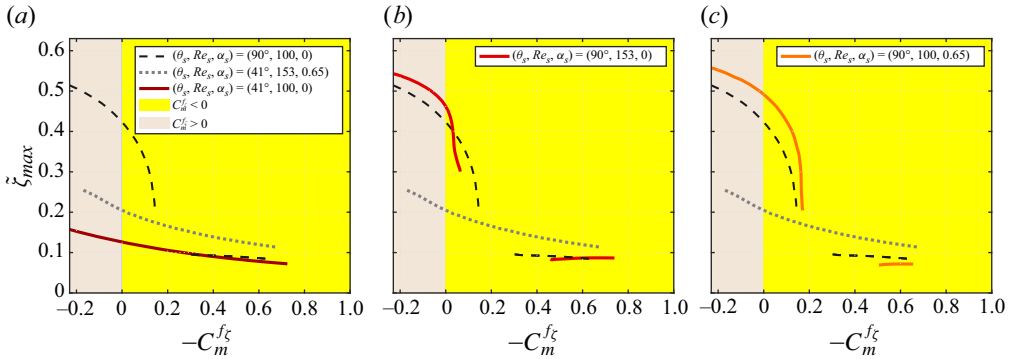 (a)
(b)
(c)
0.6
0.5
0.4
0.3
0.2
0.1
0
ζ̃max
(θs, Res, αs) = (90°, 100, 0)
(θs, Res, αs) = (41°, 153, 0.65)
(θs, Res, αs) = (41°, 100, 0)
C_m^{fζ} < 0
C_m^{fζ} > 0
(θs, Res, αs) = (90°, 153, 0)
(θs, Res, αs) = (90°, 100, 0.65)
−0.2 0 0.2 0.4 0.6 0.8 1.0
−0.2 0 0.2 0.4 0.6 0.8 1.0
−0.2 0 0.2 0.4 0.6 0.8 1.0
−C_m^{fζ}
−C_m^{fζ}
−C_m^{fζ}